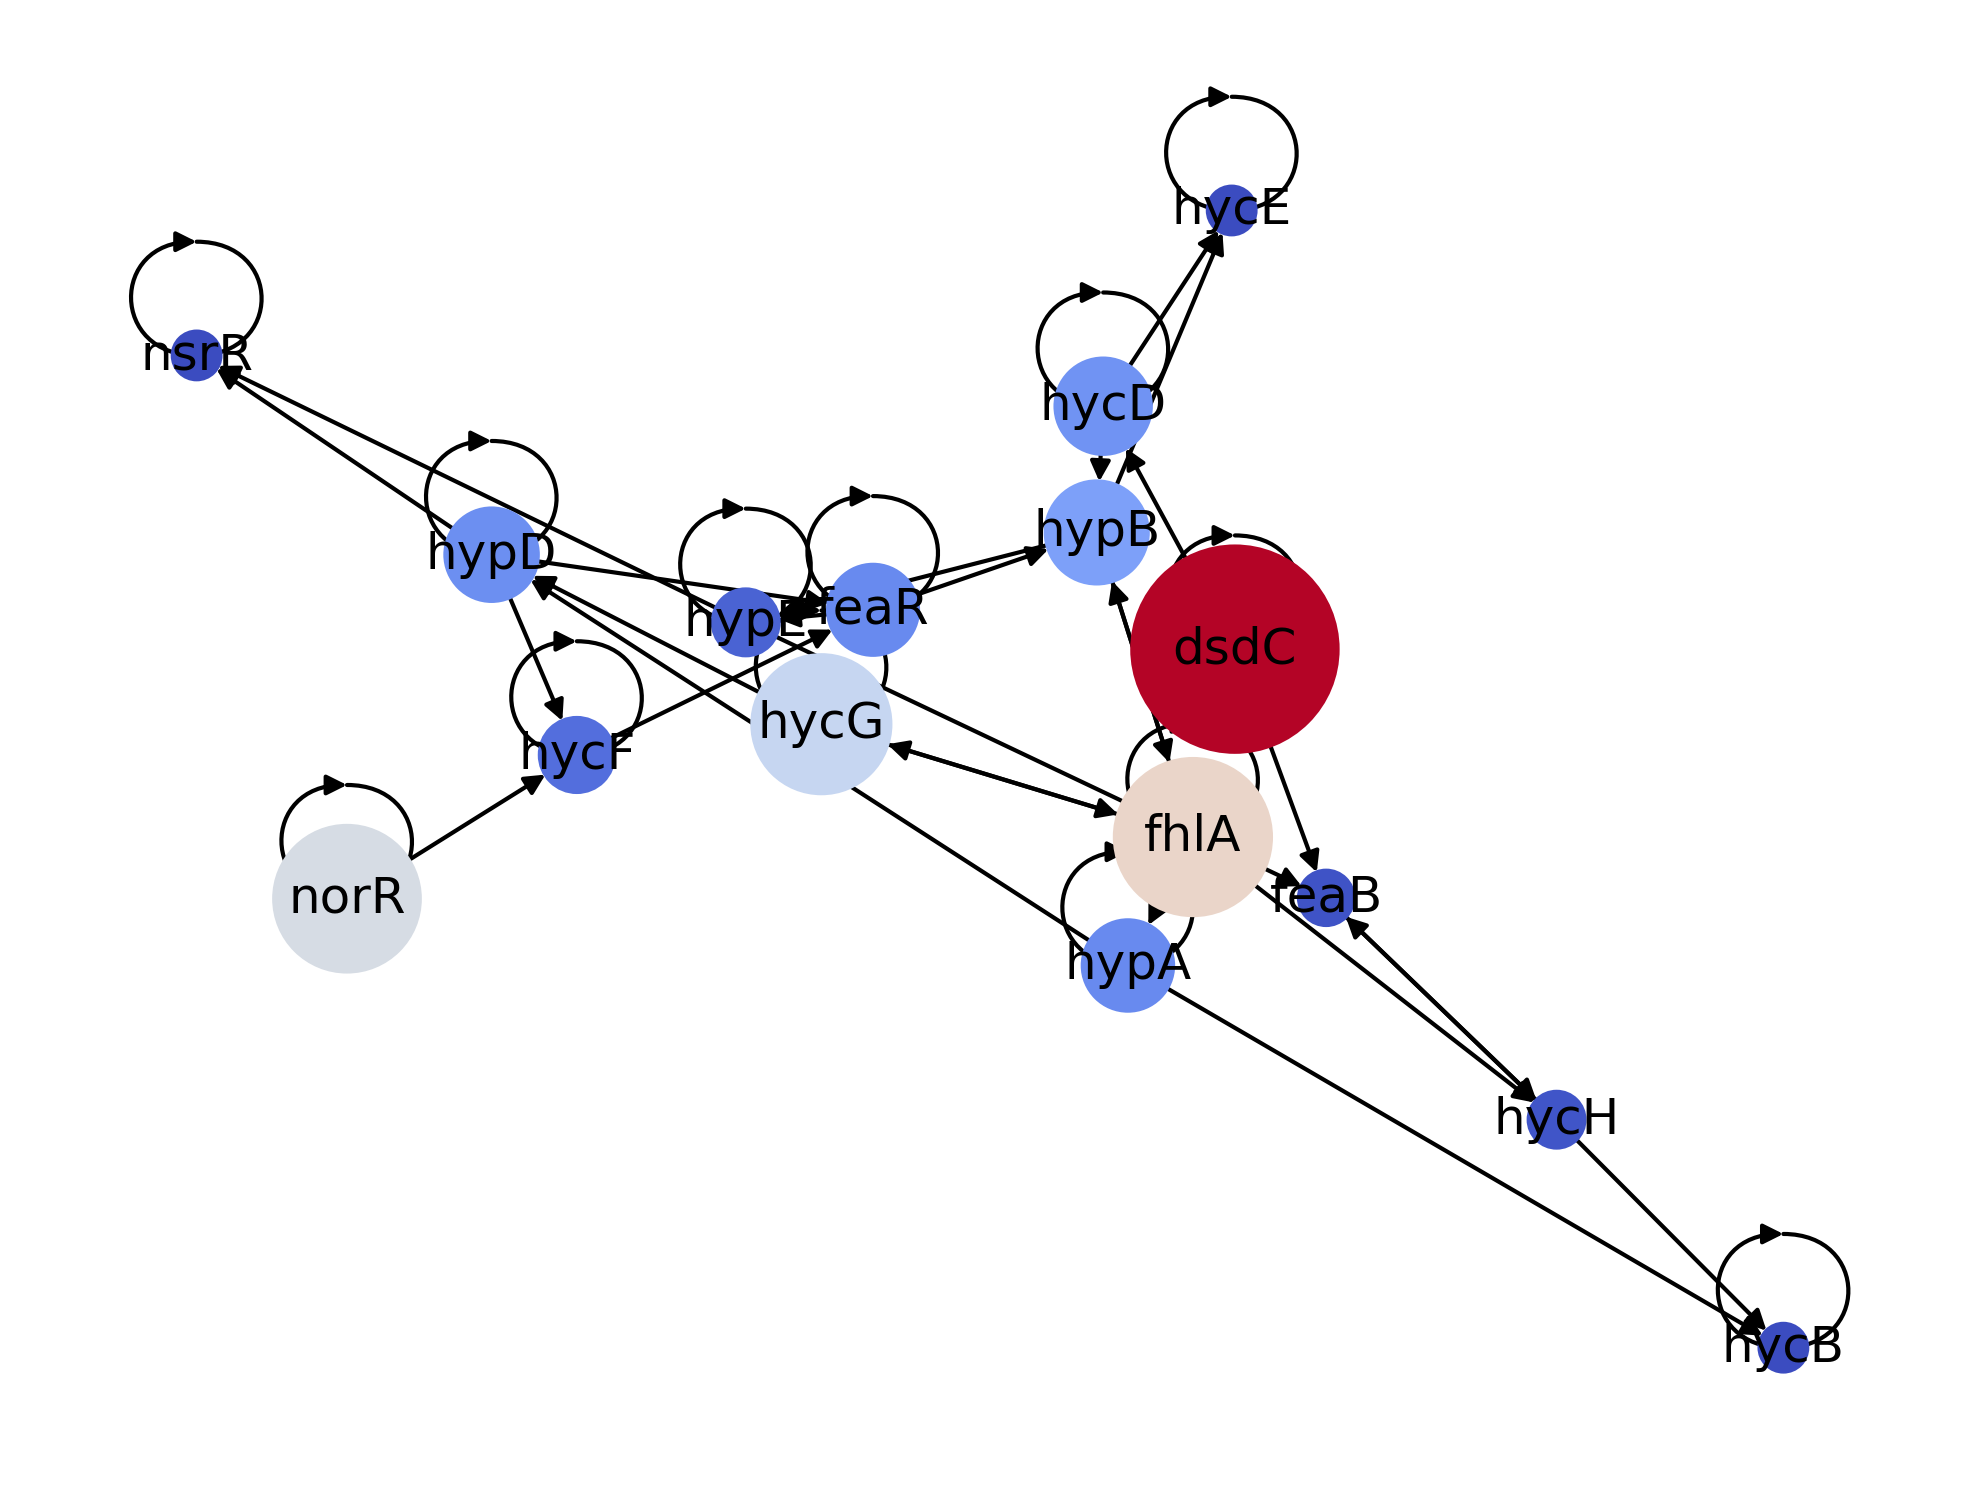 hycE
nsrR
hycD
hypB
hypD
feaR
hypE
dsdC
hycG
hycF
fhlA
norR
feaB
hypA
hycH
hycB